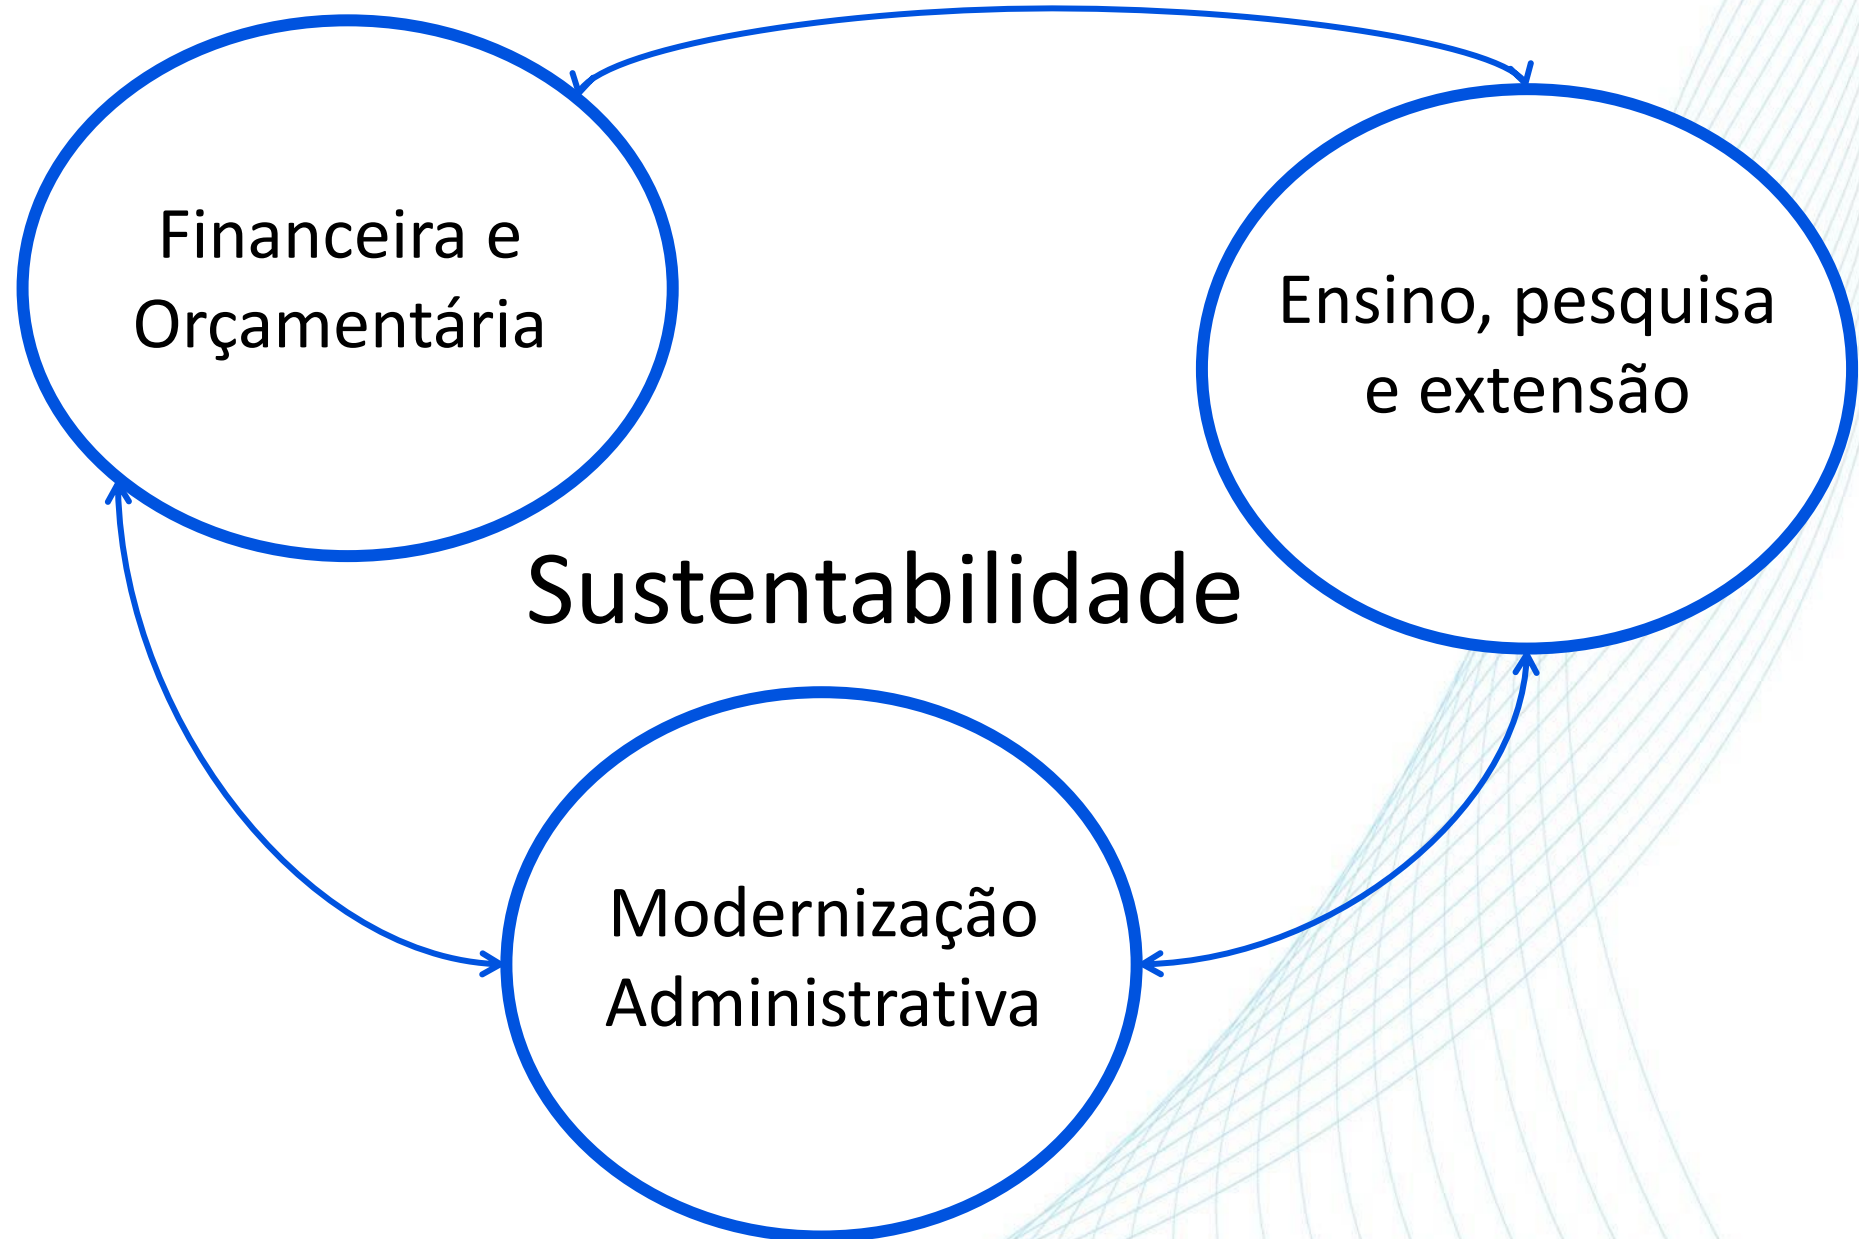 Financeira e
Orçamentária
Ensino, pesquisa
e extensão
Sustentabilidade
Modernização
Administrativa